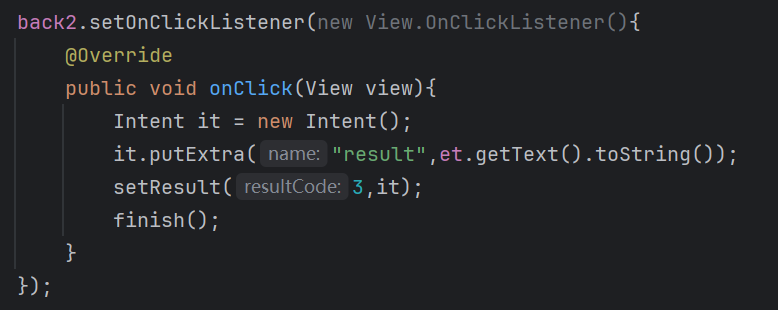 back2.setOnClickListener(new View.OnClickListener(){
@Override
public void onClick(View view){
Intent it = new Intent();
it.putExtra( name: "result",et.getText().toString());
setResult( resultCode: 3,it);
finish();
}
});